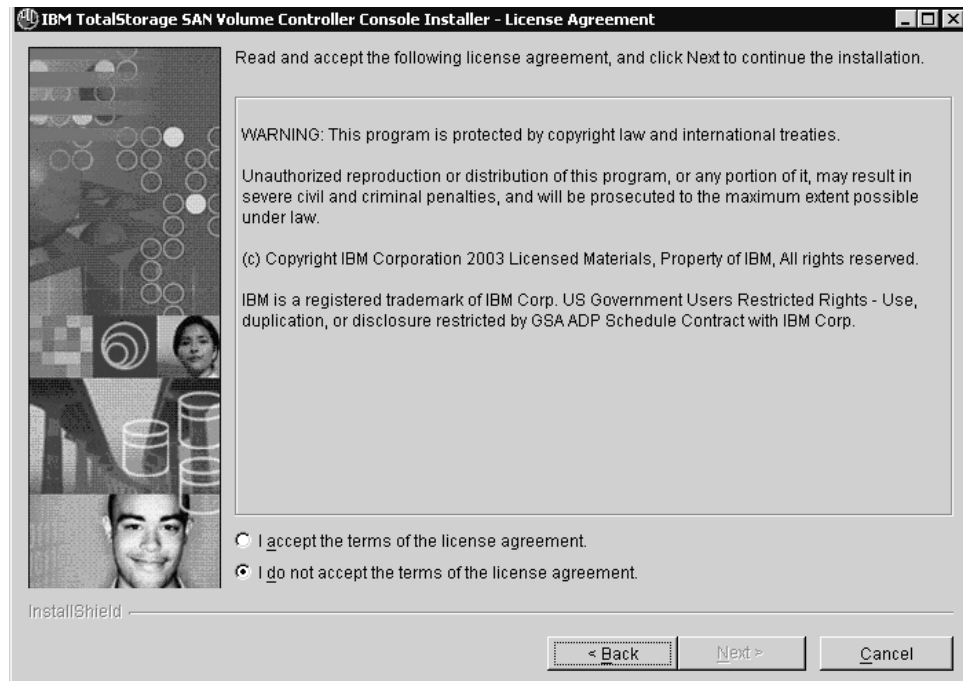 IBM TotalStorage SAN Volume Controller Console Installer - License Agreement
Read and accept the following license agreement, and click Next to continue the installation.
WARNING: This program is protected by copyright law and international treaties.
Unauthorized reproduction or distribution of this program, or any portion of it, may result in
severe civil and criminal penalties, and will be prosecuted to the maximum extent possible
under law.
(c) Copyright IBM Corporation 2003 Licensed Materials, Property of IBM, All rights reserved.
IBM is a registered trademark of IBM Corp. US Government Users Restricted Rights - Use,
duplication, or disclosure restricted by GSA ADP Schedule Contract with IBM Corp.
I accept the terms of the license agreement.
I do not accept the terms of the license agreement.
InstallShield
< Back
Next >
Cancel